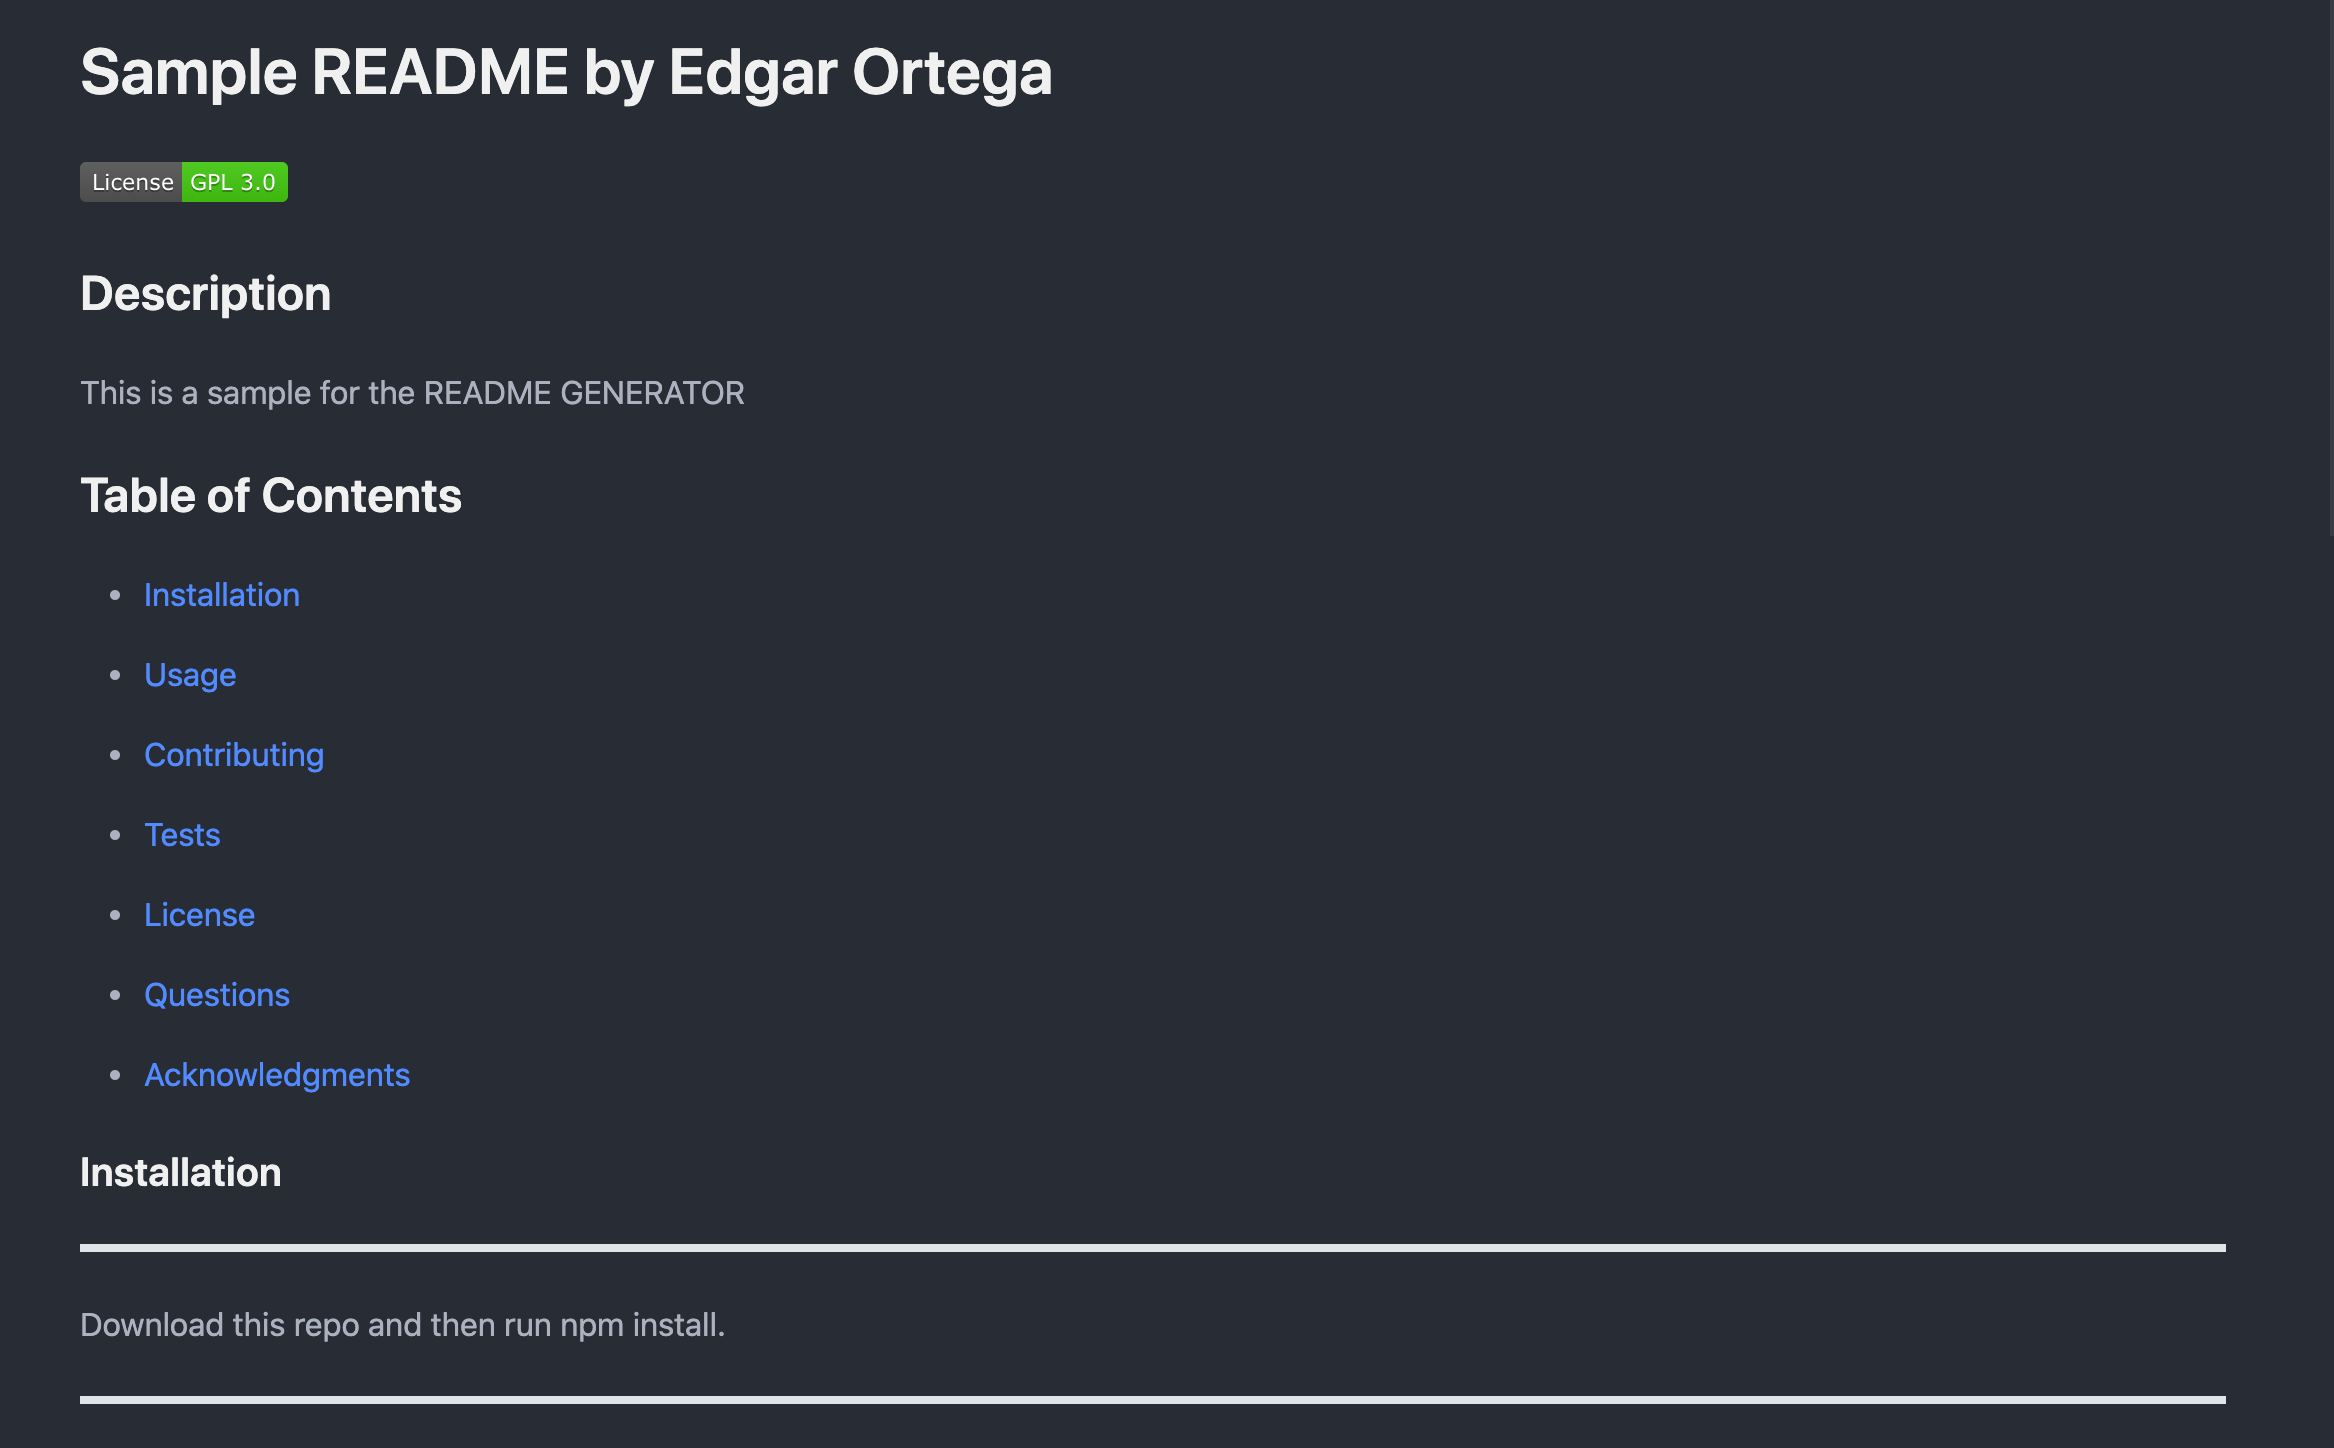 Sample README by Edgar Ortega
License GPL 3.0
Description
This is a sample for the README GENERATOR
Table of Contents
Installation
Usage
Contributing
Tests
License
Questions
Acknowledgments
Installation
Download this repo and then run npm install.